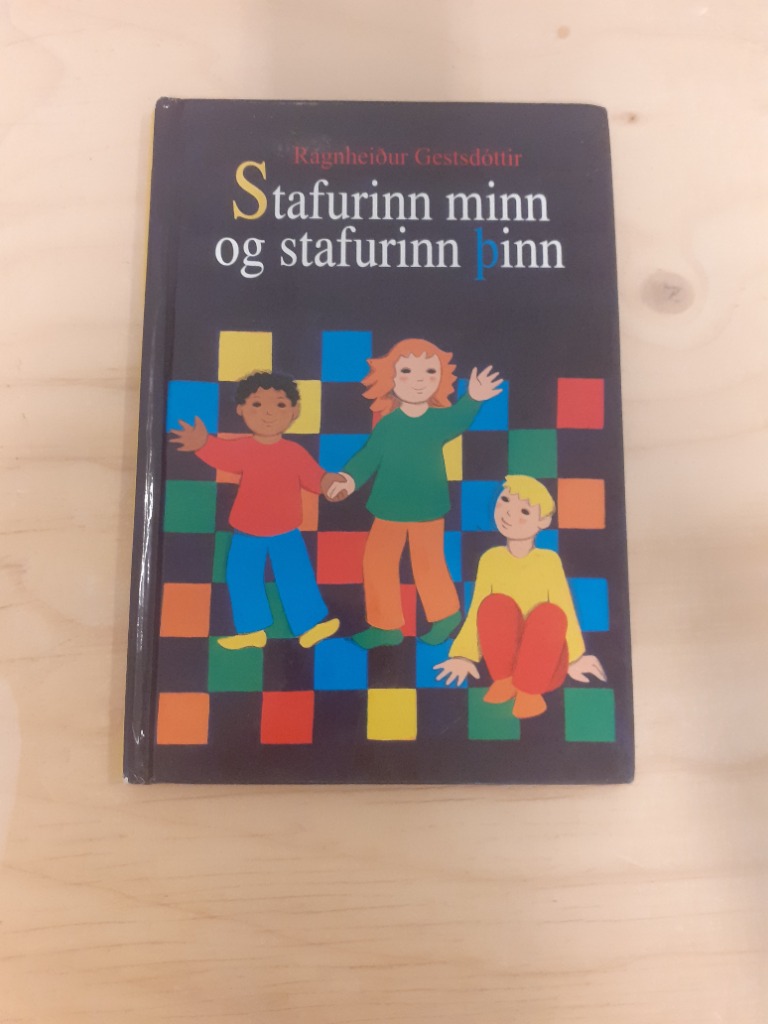 Ragnheiður Gestsdóttir
Stafurinn minn
og stafurinn þinn